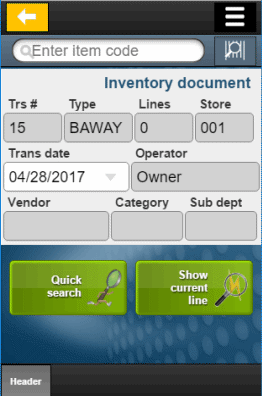 Enter item code
Inventory document
Trs # Type Lines Store
15 BAWAY 0 001
Trans date Operator
04/28/2017 Owner
Vendor Category Sub dept
Quick
search
Show
current
line
Header